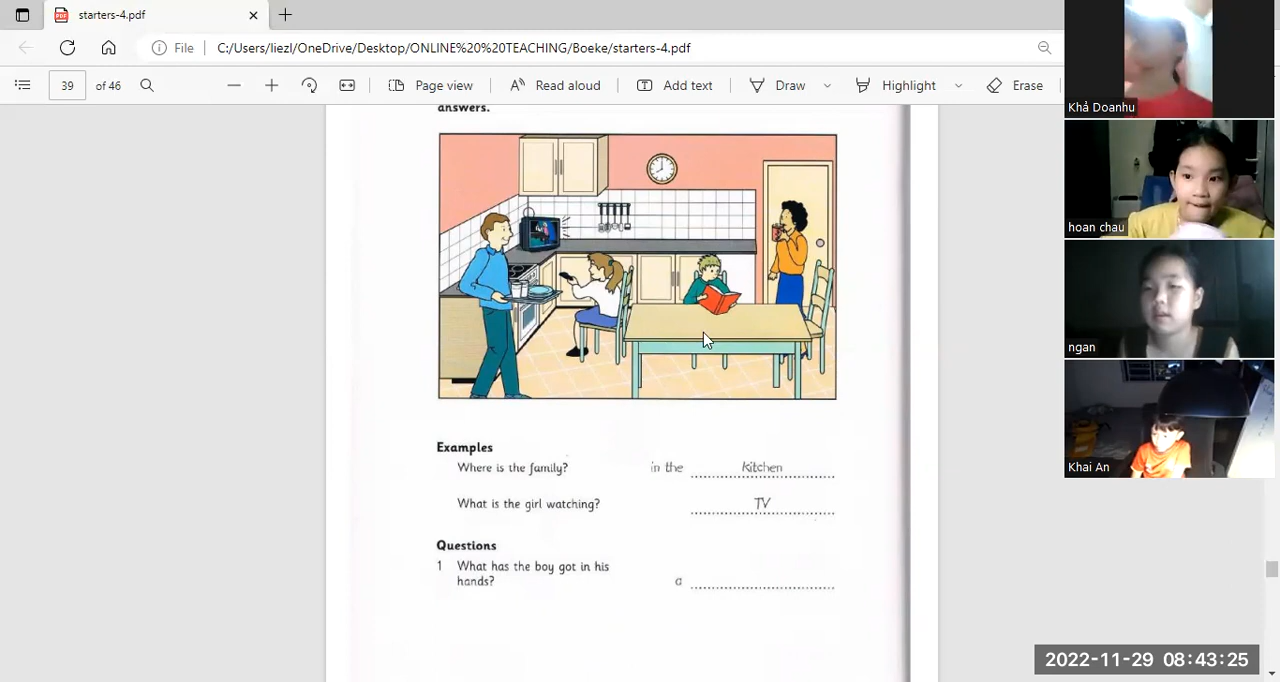 starters-4.pdf
File C:/Users/liezl/OneDrive/Desktop/ONLINE%20%20TEACHING/Boeke/starters-4.pdf
39 of 46 Page view Read aloud Add text Draw Highlight Erase
answers.
Examples
Where is the family? in the kitchen
What is the girl watching? TV
Questions
1 What has the boy got in his
hands? a
Khả Doanhu
hoan chau
ngan
Khai An
2022-11-29 08:43:25